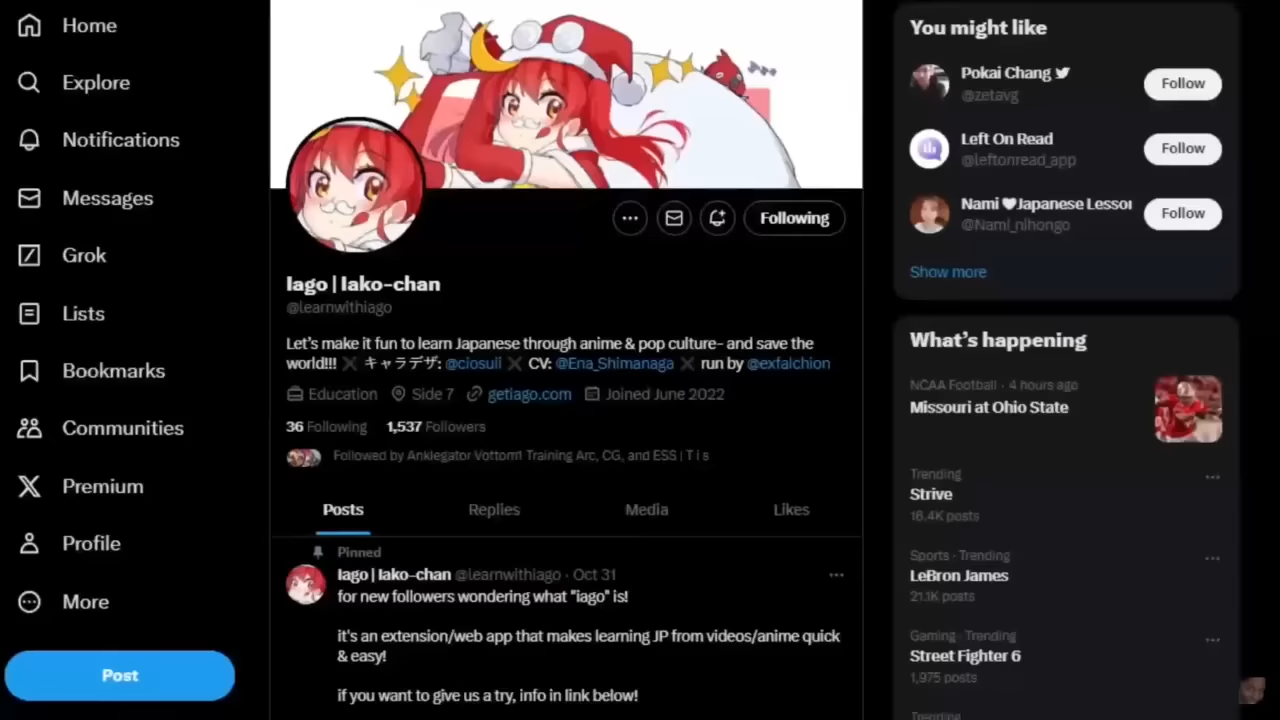 Home
Explore
Notifications
Messages
Grok
Lists
Bookmarks
Communities
Premium
Profile
More
Post
Following
Iago | Iako-chan
@learnwithiago
Let's make it fun to learn Japanese through anime & pop culture- and save the
world!!! ✕ キャラデザ: @ciosuii ✕ CV: @Ena_Shimanaga ✕ run by @exfalchion
Education Side 7 getiago.com Joined June 2022
36 Following 1,537 Followers
Followed by Anklegator Vottom1 Training Arc, CG, and ESS | T i s
Posts Replies Media Likes
Pinned
Iago | Iako-chan @learnwithiago · Oct 31
for new followers wondering what "iago" is!
it's an extension/web app that makes learning JP from videos/anime quick
& easy!
if you want to give us a try, info in link below!
You might like
Pokai Chang
@zetavg
Follow
Left On Read
@leftonread_app
Follow
Nami ♥Japanese Lesson
@Nami_nihongo
Follow
Show more
What's happening
NCAA Football · 4 hours ago
Missouri at Ohio State
Trending
Strive
16.4K posts
Sports · Trending
LeBron James
21.1K posts
Gaming · Trending
Street Fighter 6
1,975 posts
Trending